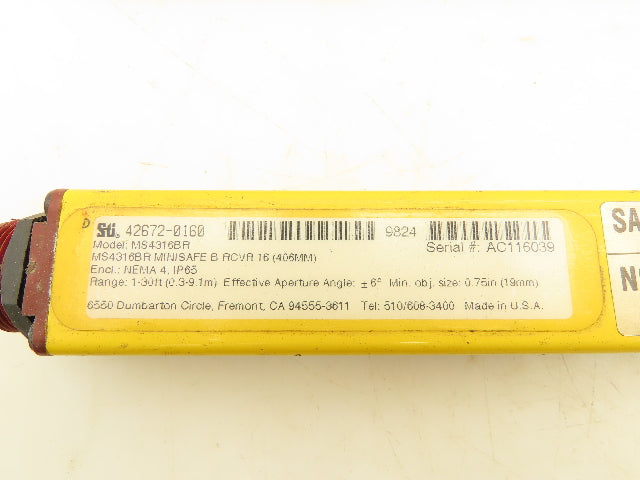 STI 42672-0160 9824
Model: MS4316BR Serial #: AC116039
MS4316BR MINISAFE B RCVR 16 (406MM)
Encl.: NEMA 4, IP65
Range: 1-30ft (0.3-9.1m) Effective Aperture Angle: ± 6° Min. obj. size: 0.75in (19mm)
6550 Dumbarton Circle, Fremont, CA 94555-3611 Tel: 510/608-3400 Made in U.S.A.
SA
N